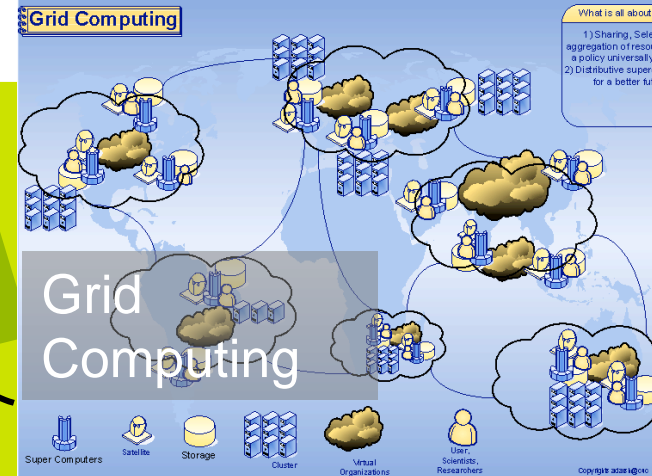 Grid Computing
What is all about
1) Sharing, Sele
aggregation of resou
a policy universally
2) Distributive super
for a better fu
Grid
Computing
Super Computers
Satellite
Storage
Cluster
Virtual
Organizations
User,
Scientists,
Researchers